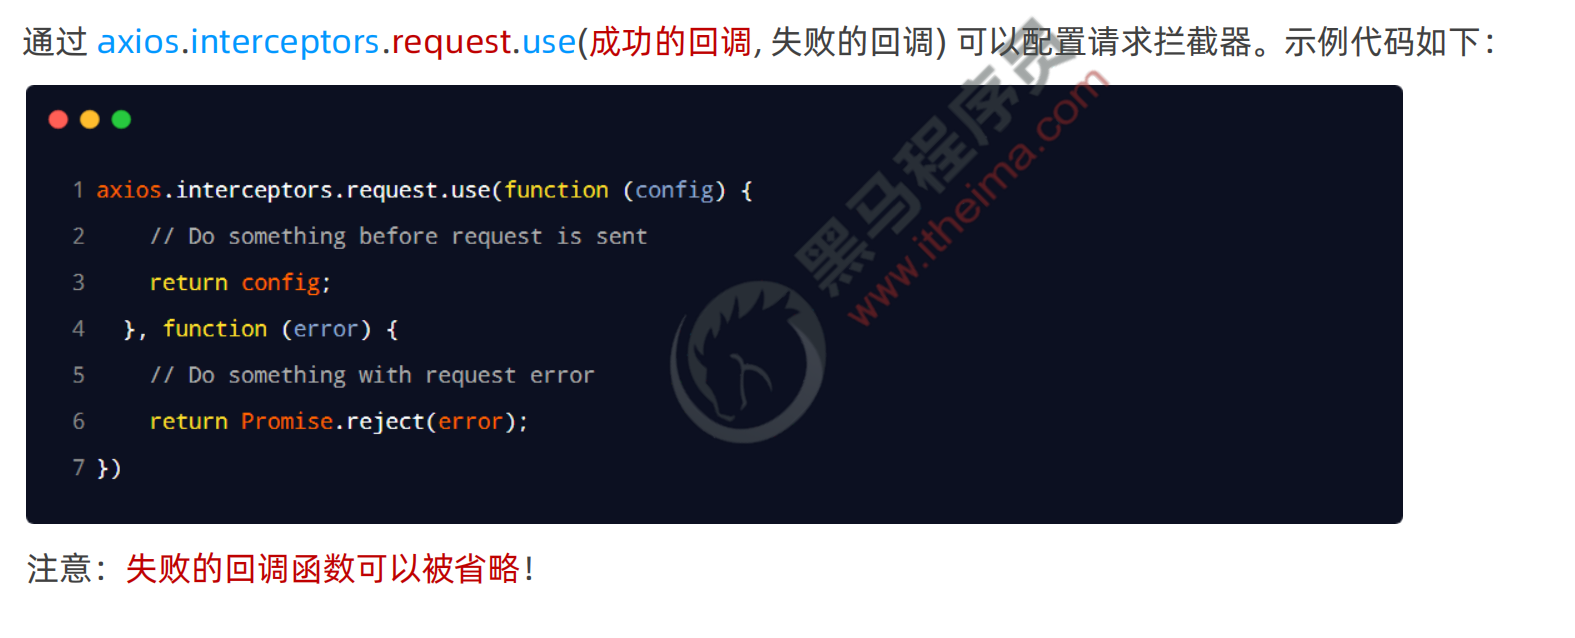 通过 axios.interceptors.request.use(成功的回调, 失败的回调) 可以配置请求拦截器。示例代码如下：
1 axios.interceptors.request.use(function (config) {
2     // Do something before request is sent
3     return config;
4   }, function (error) {
5     // Do something with request error
6     return Promise.reject(error);
7 })
黑马程序员
www.itheima.com
注意：失败的回调函数可以被省略！